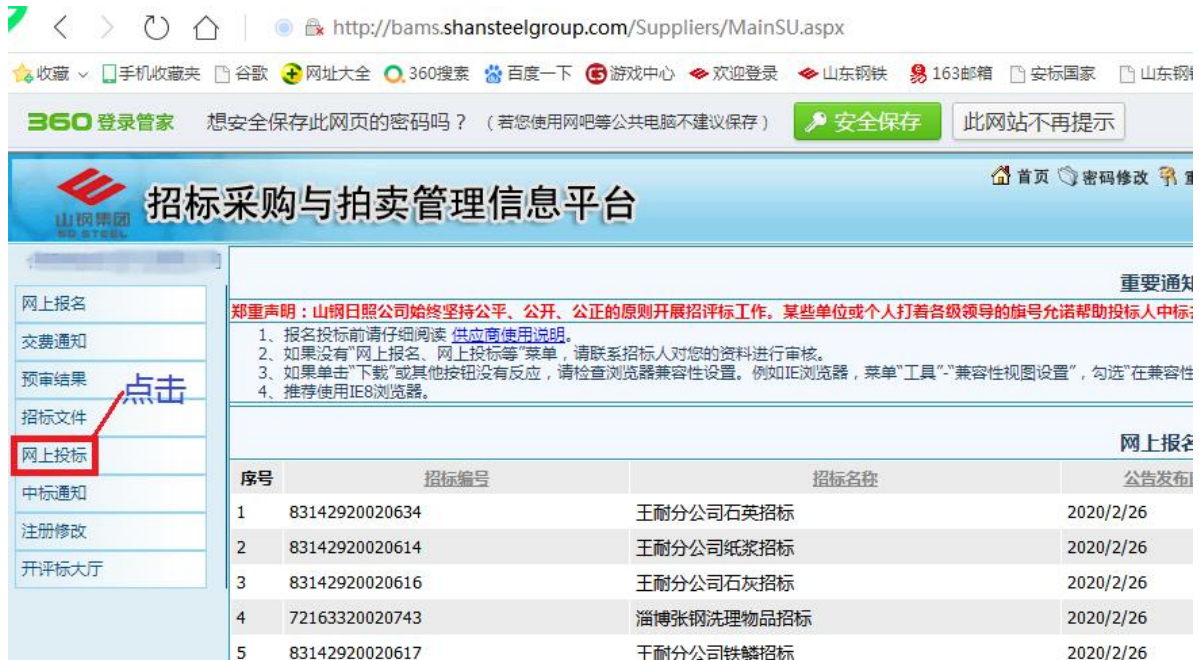 http://bams.shansteelgroup.com/Suppliers/MainSU.aspx
收藏 手机收藏夹 谷歌 网址大全 360搜索 百度一下 游戏中心 欢迎登录 山东钢铁 163邮箱 安标国家 山东钢
360 登录管家 想安全保存此网页的密码吗？（若您使用网吧等公共电脑不建议保存） 安全保存 此网站不再提示
首页 密码修改
山钢集团
SD STEEL
招标采购与拍卖管理信息平台
重要通知
郑重声明：山钢日照公司始终坚持公平、公开、公正的原则开展招评标工作。某些单位或个人打着各级领导的旗号允诺帮助投标人中标
1、报名投标前请仔细阅读 供应商使用说明。
2、如果没有"网上报名、网上投标等"菜单，请联系招标人对您的资料进行审核。
3、如果单击"下载"或其他按钮没有反应，请检查浏览器兼容性设置。例如IE浏览器，菜单"工具"-"兼容性视图设置"，勾选"在兼容性
4、推荐使用IE8浏览器。
网上报名
交费通知
预审结果
招标文件
网上投标
中标通知
注册修改
开评标大厅
点击
网上报名
序号 招标编号 招标名称 公告发布
1 83142920020634 王耐分公司石英招标 2020/2/26
2 83142920020614 王耐分公司纸浆招标 2020/2/26
3 83142920020616 王耐分公司石灰招标 2020/2/26
4 72163320020743 淄博张钢洗理物品招标 2020/2/26
5 83142920020617 王耐分公司铁鳞招标 2020/2/26